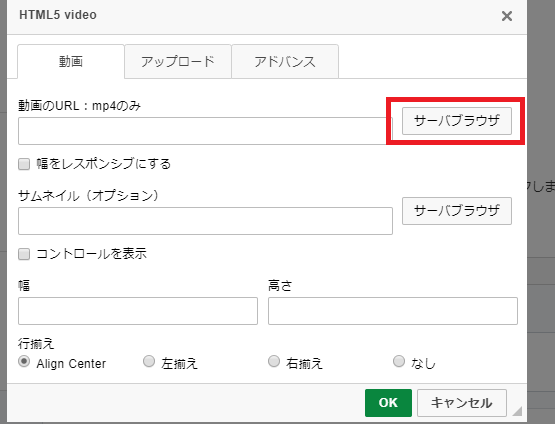 HTML5 video
動画 アップロード アドバンス
動画のURL：mp4のみ
サーバブラウザ
幅をレスポンシブにする
サムネイル（オプション）
サーバブラウザ
コントロールを表示
幅 高さ
行揃え
Align Center 左揃え 右揃え なし
OK キャンセル